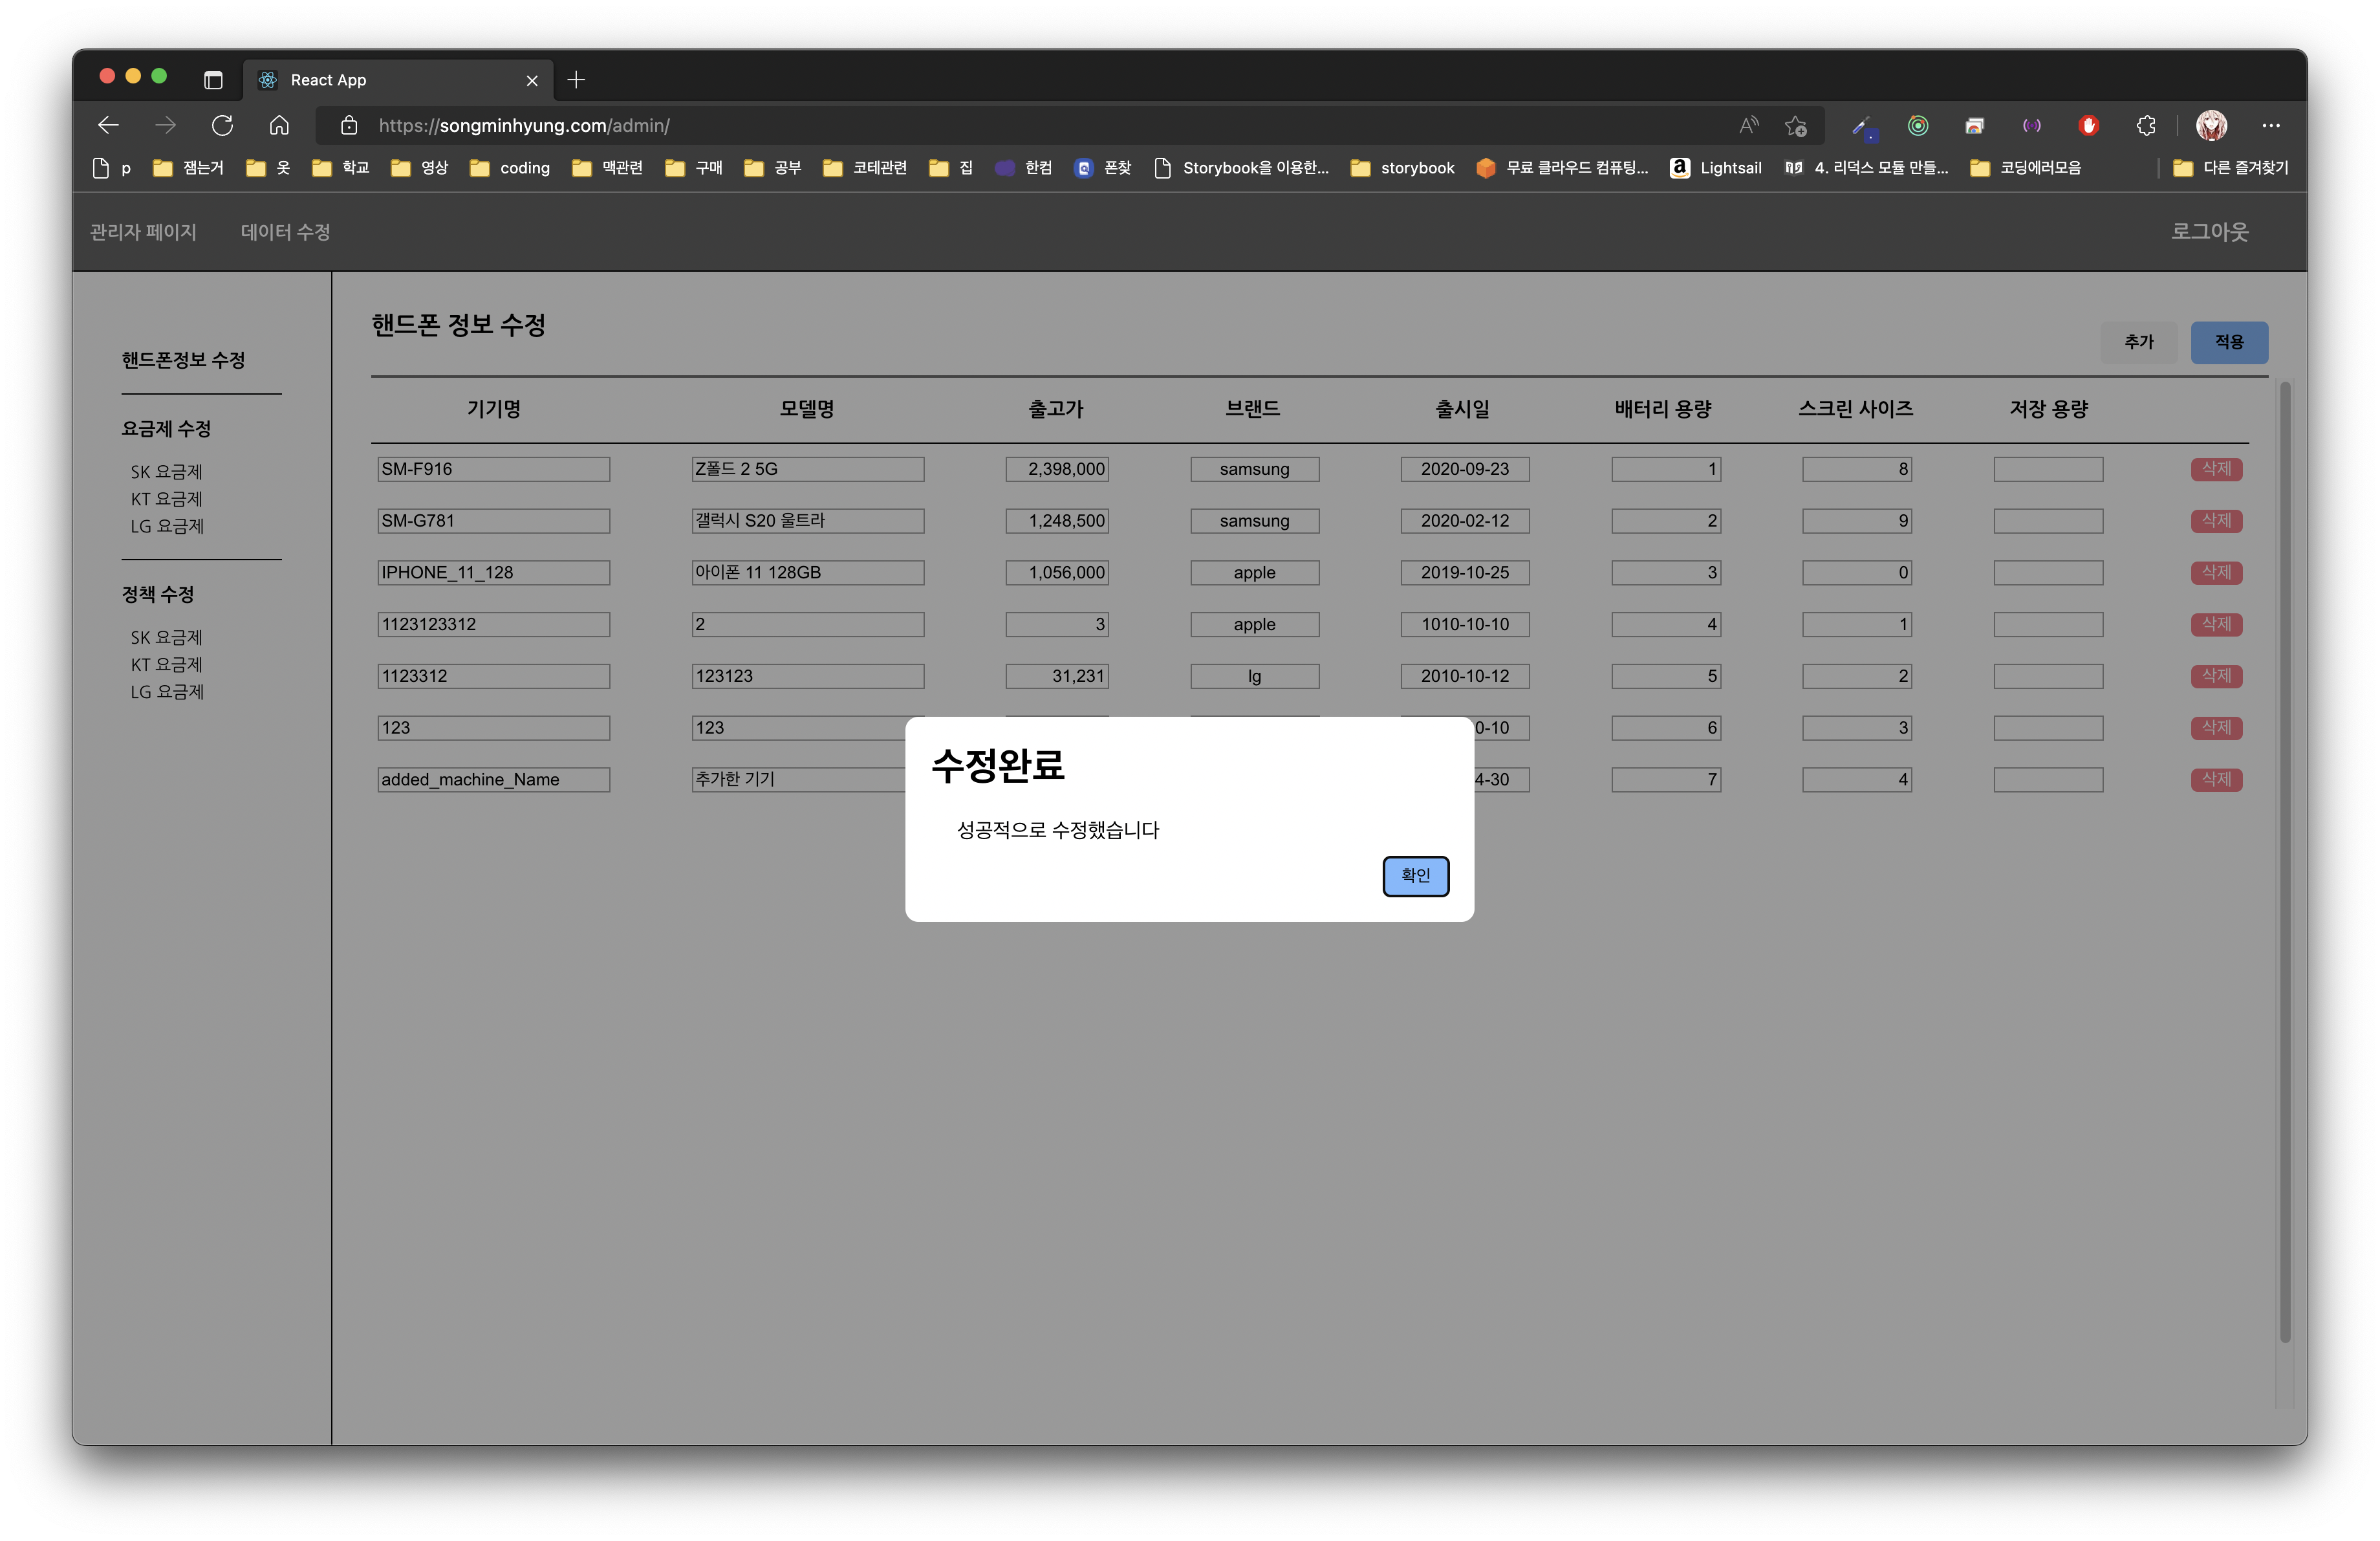 React App
https://songminhyung.com/admin/
p 잼는거 옷 학교 영상 coding 맥관련 구매 공부 코테관련 집 한컴 폰찾 Storybook을 이용한... storybook 무료 클라우드 컴퓨팅... Lightsail 4. 리덕스 모듈 만들... 코딩에러모음 다른 즐겨찾기
관리자 페이지 데이터 수정 로그아웃
핸드폰정보 수정
요금제 수정
SK 요금제
KT 요금제
LG 요금제
정책 수정
SK 요금제
KT 요금제
LG 요금제
핸드폰 정보 수정
추가 적용
기기명 모델명 출고가 브랜드 출시일 배터리 용량 스크린 사이즈 저장 용량
SM-F916 Z폴드 2 5G 2,398,000 samsung 2020-09-23 1 8 삭제
SM-G781 갤럭시 S20 울트라 1,248,500 samsung 2020-02-12 2 9 삭제
IPHONE_11_128 아이폰 11 128GB 1,056,000 apple 2019-10-25 3 0 삭제
1123123312 2 3 apple 1010-10-10 4 1 삭제
1123312 123123 31,231 lg 2010-10-12 5 2 삭제
123 123 0-10 6 3 삭제
added_machine_Name 추가한 기기 4-30 7 4 삭제
수정완료
성공적으로 수정했습니다
확인